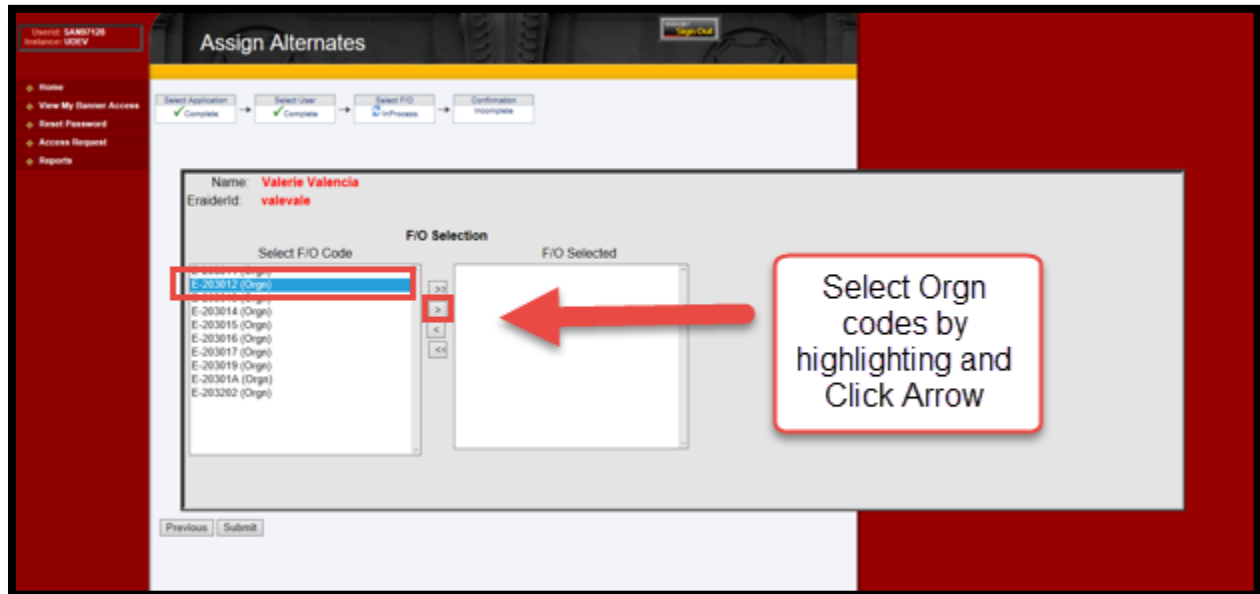 Userid: SAM97128
Instance: UDEV
Assign Alternates
Sign Out
Home
View My Banner Access
Reset Password
Access Request
Reports
Select Application
Complete
Select User
Complete
Select F/O
InProcess
Confirmation
Incomplete
Name: Valerie Valencia
EraiderId: valevale
F/O Selection
Select F/O Code
F/O Selected
E-203012 (Orgn)
E-203014 (Orgn)
E-203015 (Orgn)
E-203016 (Orgn)
E-203017 (Orgn)
E-203019 (Orgn)
E-20301A (Orgn)
E-203202 (Orgn)
>>
>
<
<<
Select Orgn
codes by
highlighting and
Click Arrow
Previous
Submit